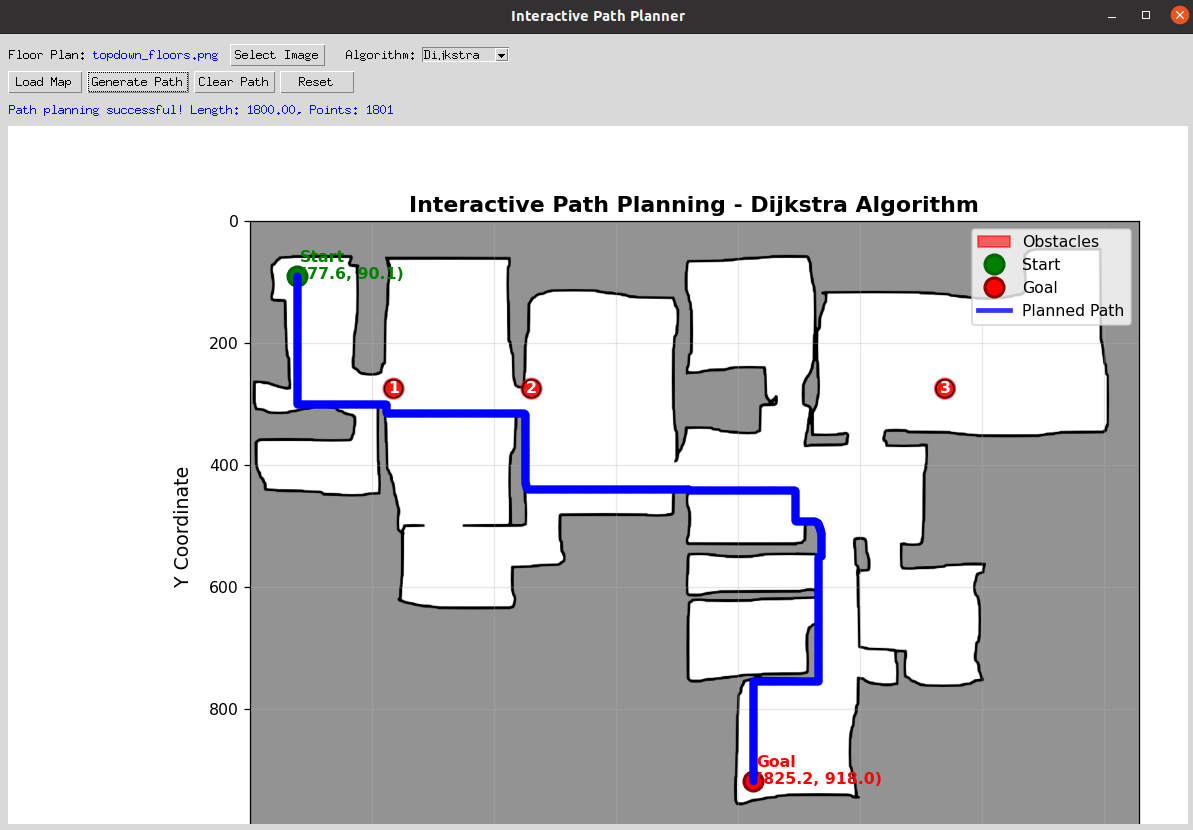 Interactive Path Planner
Floor Plan: topdown_floors.png Select Image Algorithm: Dijkstra
Load Map Generate Path Clear Path Reset
Path planning successful! Length: 1800.00, Points: 1801
Interactive Path Planning - Dijkstra Algorithm
0
Obstacles
Start
Goal
Planned Path
Start
(77.6, 90.1)
200
1
2
3
400
Y Coordinate
600
800
Goal
(825.2, 918.0)